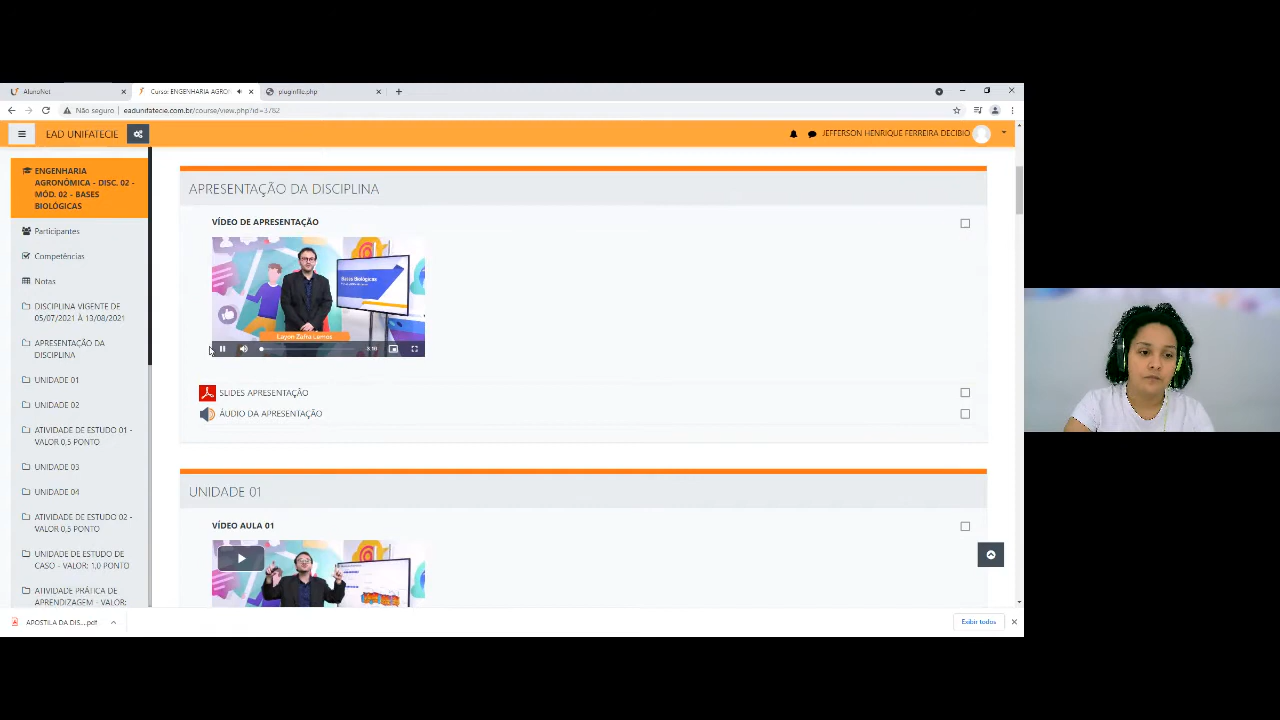 AlunoNet
Curso: ENGENHARIA AGRON
pluginfile.php
Não seguro
eadunifatecie.com.br/course/view.php?id=3762
EAD UNIFATECIE
JEFFERSON HENRIQUE FERREIRA DECIBIO
ENGENHARIA
AGRONÔMICA - DISC. 02 -
MÓD. 02 - BASES
BIOLÓGICAS
Participantes
Competências
Notas
DISCIPLINA VIGENTE DE
05/07/2021 À 13/08/2021
APRESENTAÇÃO DA
DISCIPLINA
UNIDADE 01
UNIDADE 02
ATIVIDADE DE ESTUDO 01 -
VALOR 0,5 PONTO
UNIDADE 03
UNIDADE 04
ATIVIDADE DE ESTUDO 02 -
VALOR 0,5 PONTO
UNIDADE DE ESTUDO DE
CASO - VALOR: 1,0 PONTO
ATIVIDADE PRÁTICA DE
APRENDIZAGEM - VALOR:
APRESENTAÇÃO DA DISCIPLINA
VÍDEO DE APRESENTAÇÃO
Bases Biológicas
Layon Zafra Lemos
SLIDES APRESENTAÇÃO
ÁUDIO DA APRESENTAÇÃO
UNIDADE 01
VÍDEO AULA 01
APOSTILA DA DIS....pdf
Exibir todos